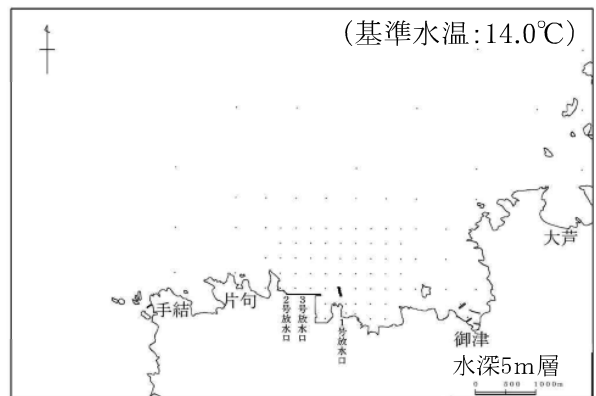 (基準水温:14.0℃)
大芦
片句
手結
2号放水口
3号放水口
1号放水口
御津
水深5m層
0 500 1000m